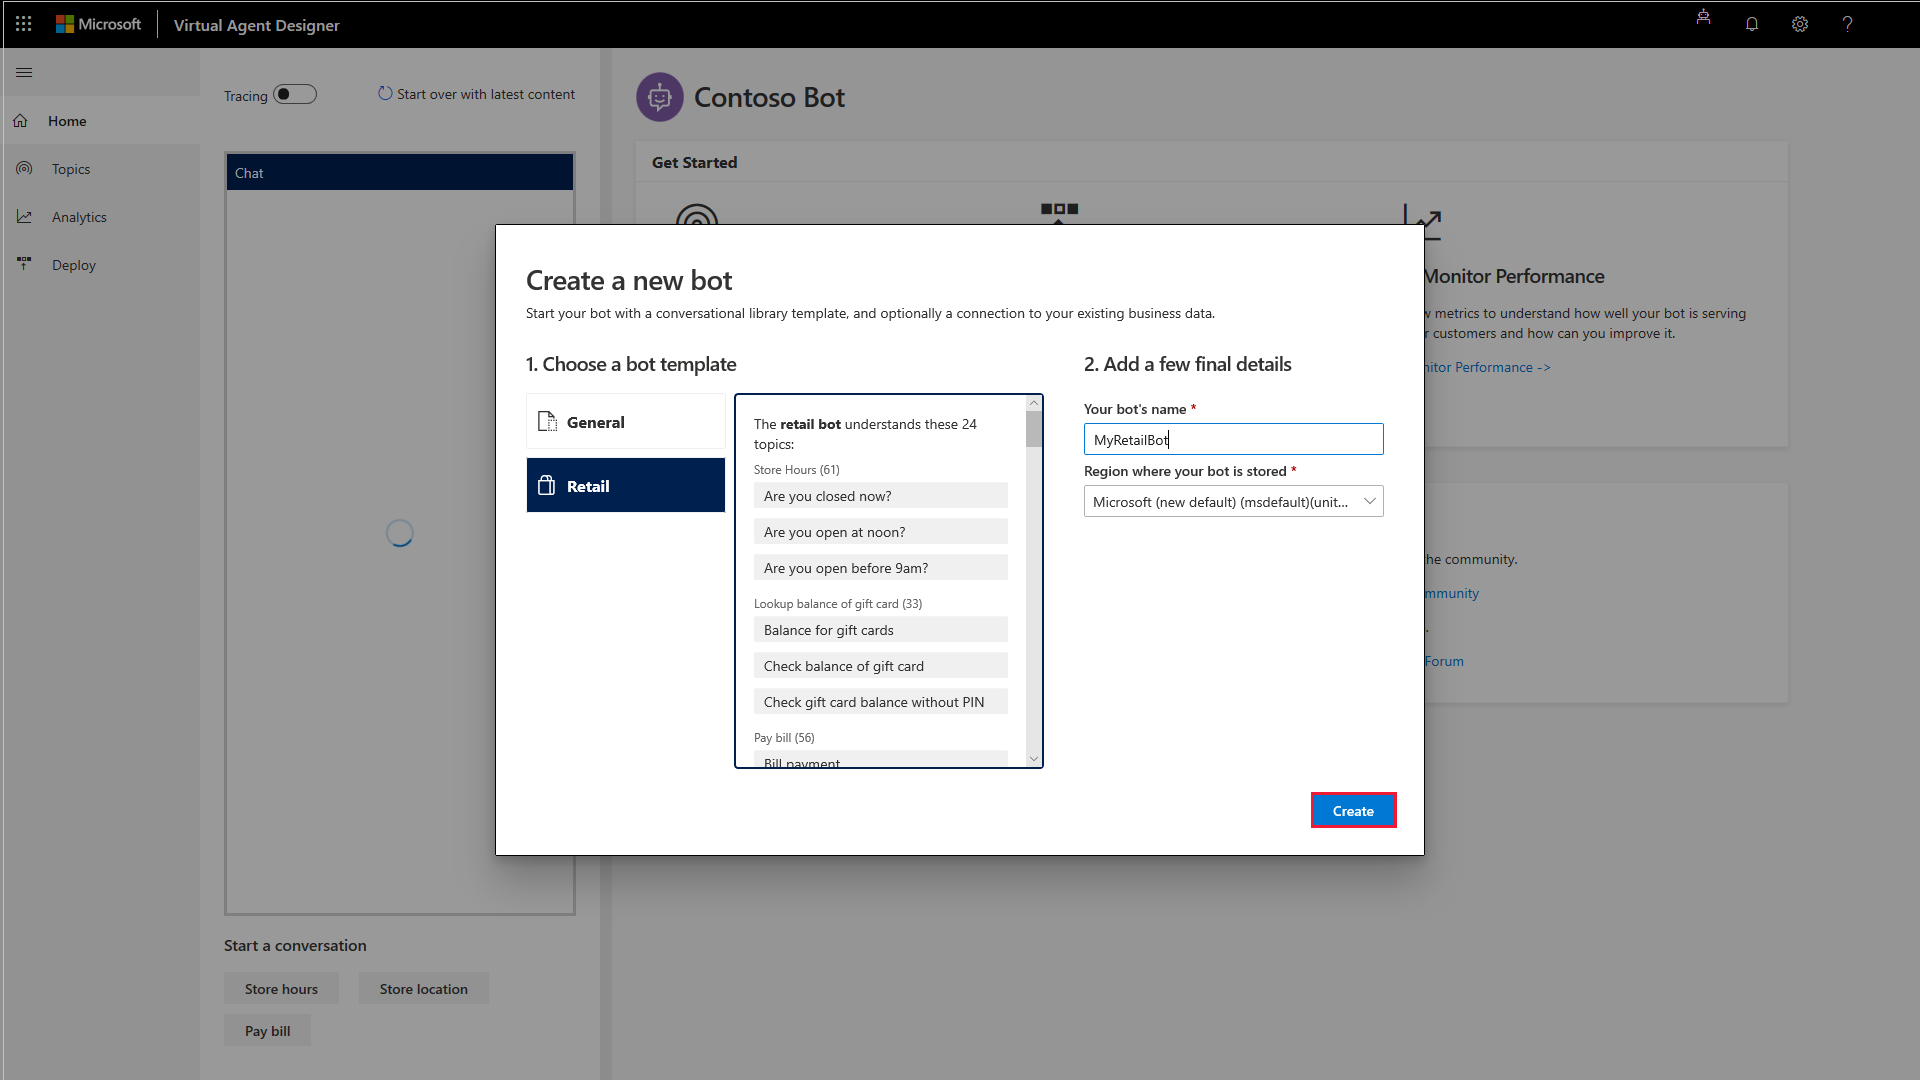 Microsoft
Virtual Agent Designer
Home
Topics
Analytics
Deploy
Tracing
Start over with latest content
Chat
Start a conversation
Store hours
Store location
Pay bill
Contoso Bot
Get Started
Monitor Performance
w metrics to understand how well your bot is serving
r customers and how can you improve it.
nitor Performance ->
he community.
mmunity
Forum
Create a new bot
Start your bot with a conversational library template, and optionally a connection to your existing business data.
1. Choose a bot template
General
Retail
The retail bot understands these 24
topics:
Store Hours (61)
Are you closed now?
Are you open at noon?
Are you open before 9am?
Lookup balance of gift card (33)
Balance for gift cards
Check balance of gift card
Check gift card balance without PIN
Pay bill (56)
Bill payment
2. Add a few final details
Your bot's name *
MyRetailBot
Region where your bot is stored *
Microsoft (new default) (msdefault)(unit...
Create